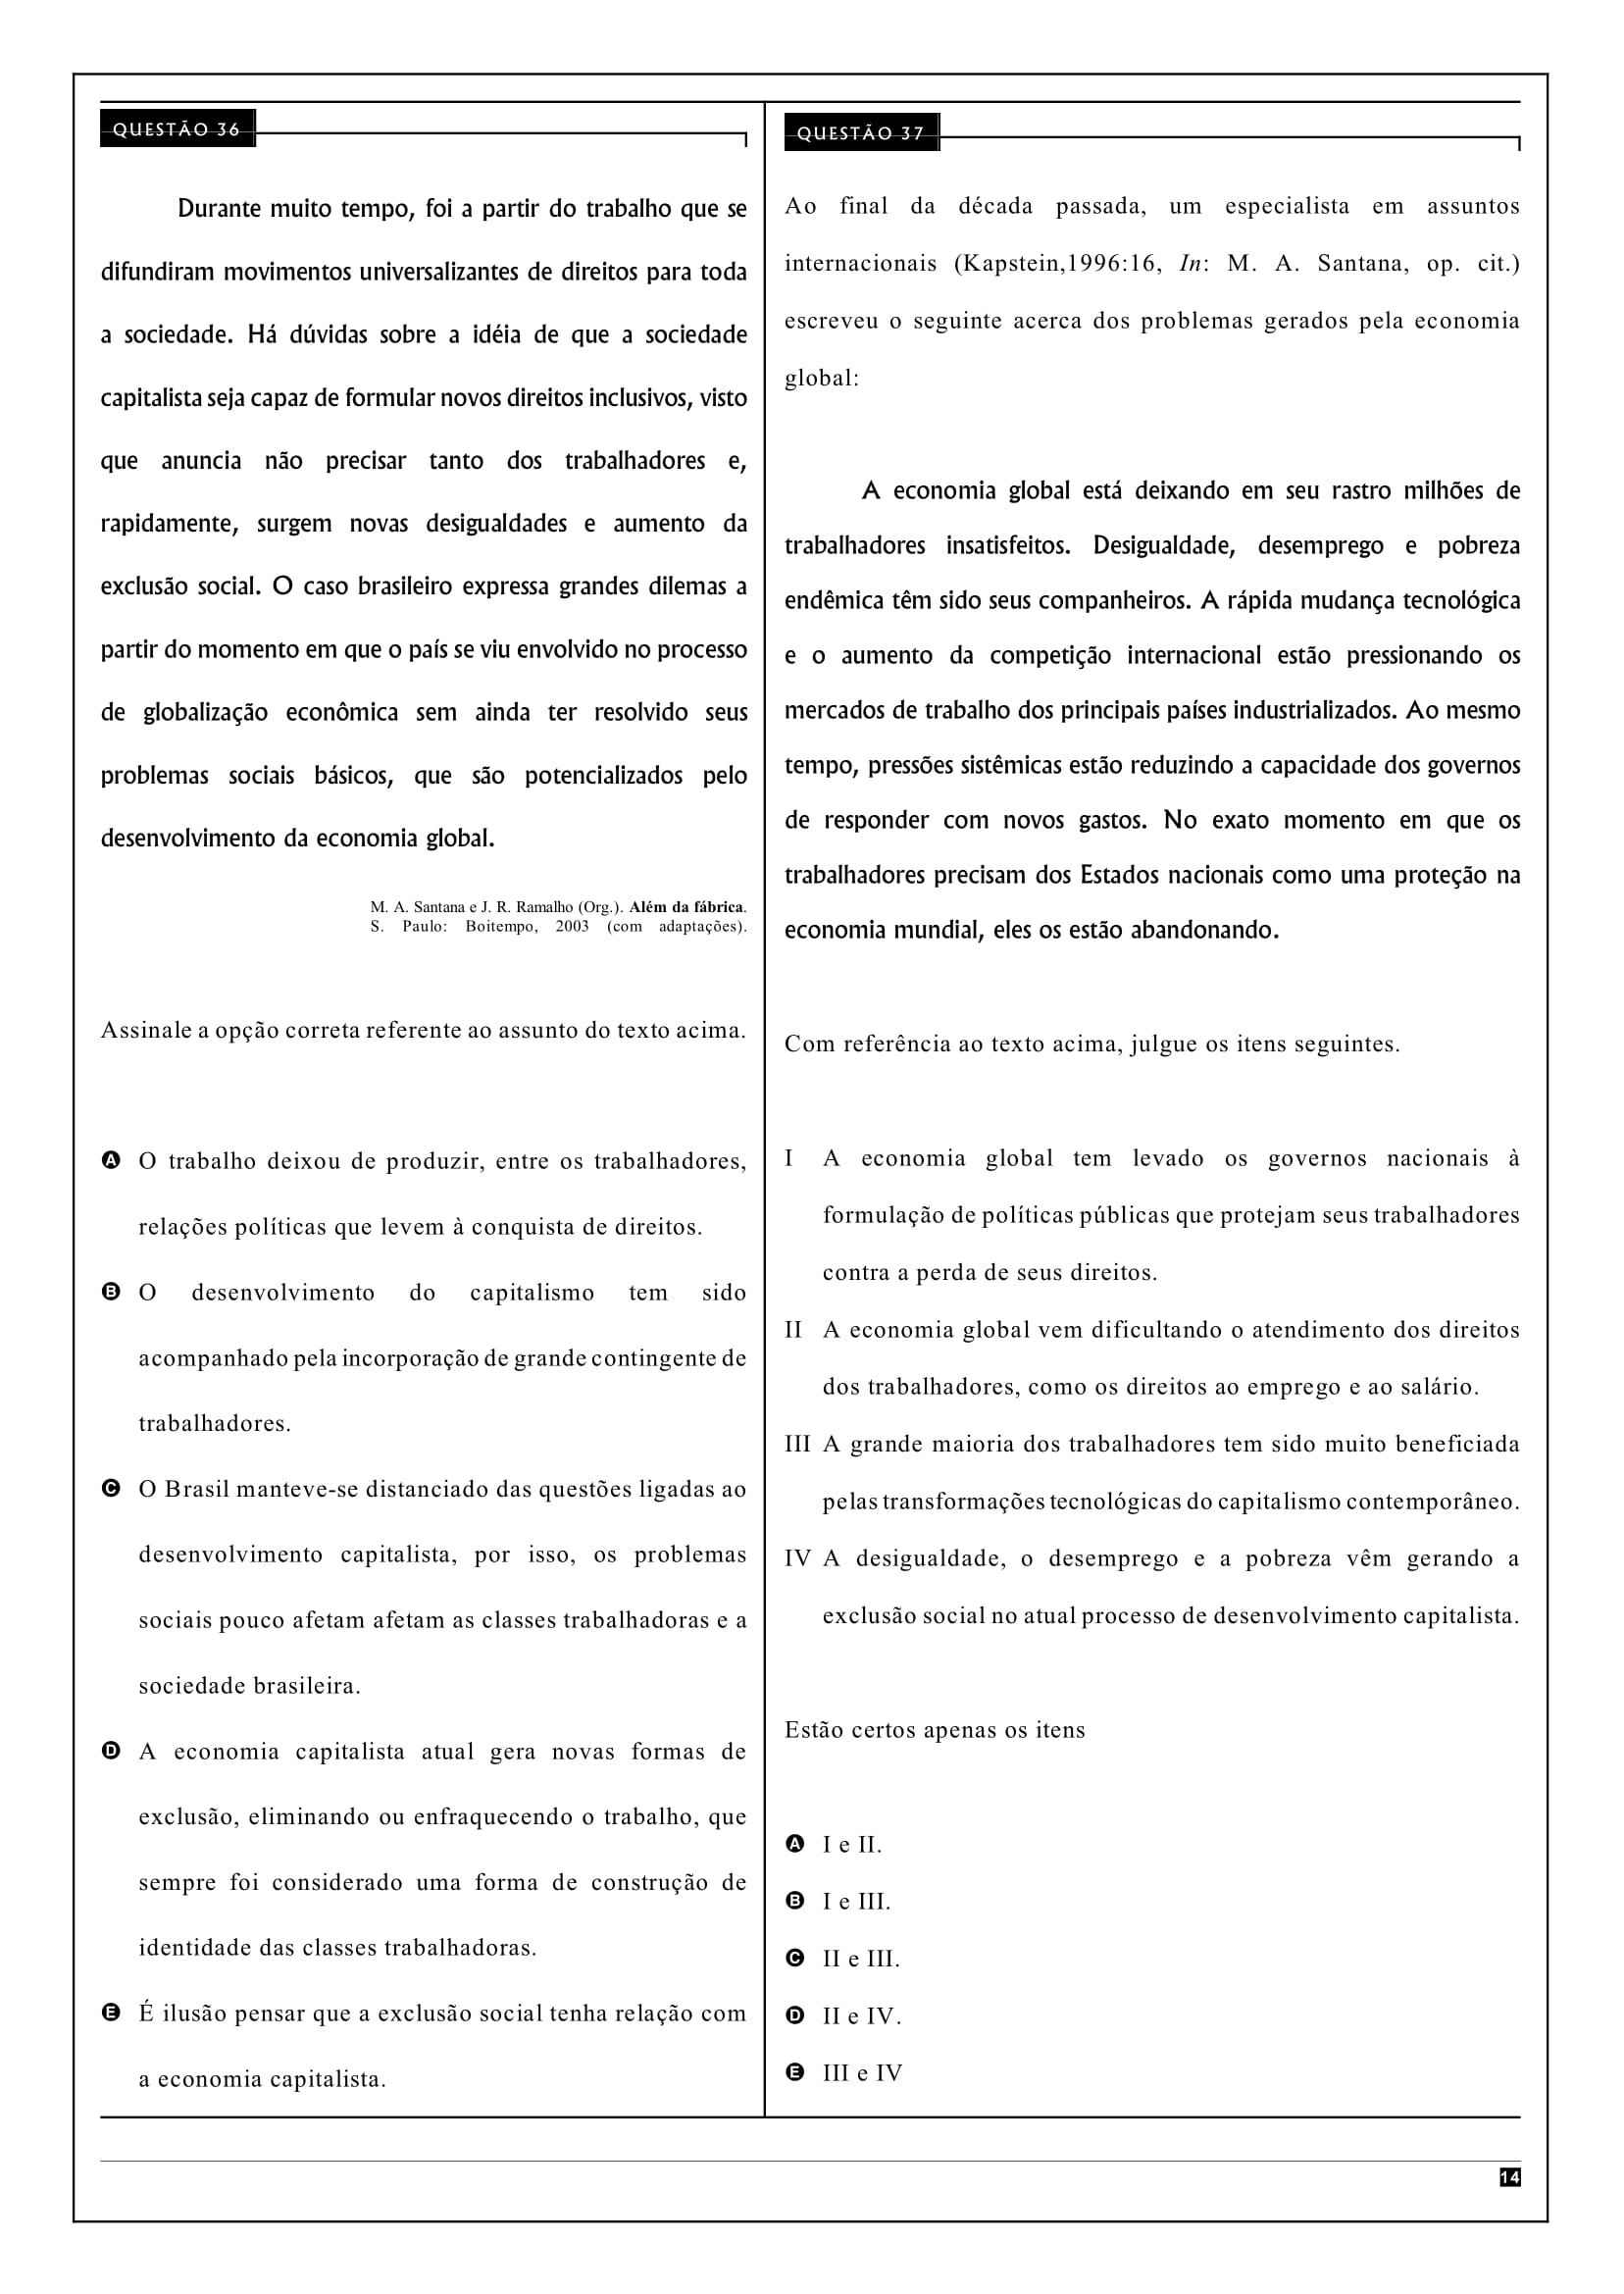 QUESTÃO 36
Durante muito tempo, foi a partir do trabalho que se
difundiram movimentos universalizantes de direitos para toda
a sociedade. Há dúvidas sobre a idéia de que a sociedade
capitalista seja capaz de formular novos direitos inclusivos, visto
que anuncia não precisar tanto dos trabalhadores e,
rapidamente, surgem novas desigualdades e aumento da
exclusão social. O caso brasileiro expressa grandes dilemas a
partir do momento em que o país se viu envolvido no processo
de globalização econômica sem ainda ter resolvido seus
problemas sociais básicos, que são potencializados pelo
desenvolvimento da economia global.
M. A. Santana e J. R. Ramalho (Org.). Além da fábrica.
S. Paulo: Boitempo, 2003 (com adaptações).
Assinale a opção correta referente ao assunto do texto acima.
A O trabalho deixou de produzir, entre os trabalhadores,
relações políticas que levem à conquista de direitos.
B O desenvolvimento do capitalismo tem sido
acompanhado pela incorporação de grande contingente de
trabalhadores.
C O Brasil manteve-se distanciado das questões ligadas ao
desenvolvimento capitalista, por isso, os problemas
sociais pouco afetam afetam as classes trabalhadoras e a
sociedade brasileira.
D A economia capitalista atual gera novas formas de
exclusão, eliminando ou enfraquecendo o trabalho, que
sempre foi considerado uma forma de construção de
identidade das classes trabalhadoras.
E É ilusão pensar que a exclusão social tenha relação com
a economia capitalista.
QUESTÃO 37
Ao final da década passada, um especialista em assuntos
internacionais (Kapstein,1996:16, In: M. A. Santana, op. cit.)
escreveu o seguinte acerca dos problemas gerados pela economia
global:
A economia global está deixando em seu rastro milhões de
trabalhadores insatisfeitos. Desigualdade, desemprego e pobreza
endêmica têm sido seus companheiros. A rápida mudança tecnológica
e o aumento da competição internacional estão pressionando os
mercados de trabalho dos principais países industrializados. Ao mesmo
tempo, pressões sistêmicas estão reduzindo a capacidade dos governos
de responder com novos gastos. No exato momento em que os
trabalhadores precisam dos Estados nacionais como uma proteção na
economia mundial, eles os estão abandonando.
Com referência ao texto acima, julgue os itens seguintes.
I A economia global tem levado os governos nacionais à
formulação de políticas públicas que protejam seus trabalhadores
contra a perda de seus direitos.
II A economia global vem dificultando o atendimento dos direitos
dos trabalhadores, como os direitos ao emprego e ao salário.
III A grande maioria dos trabalhadores tem sido muito beneficiada
pelas transformações tecnológicas do capitalismo contemporâneo.
IV A desigualdade, o desemprego e a pobreza vêm gerando a
exclusão social no atual processo de desenvolvimento capitalista.
Estão certos apenas os itens
A I e II.
B I e III.
C II e III.
D II e IV.
E III e IV
14